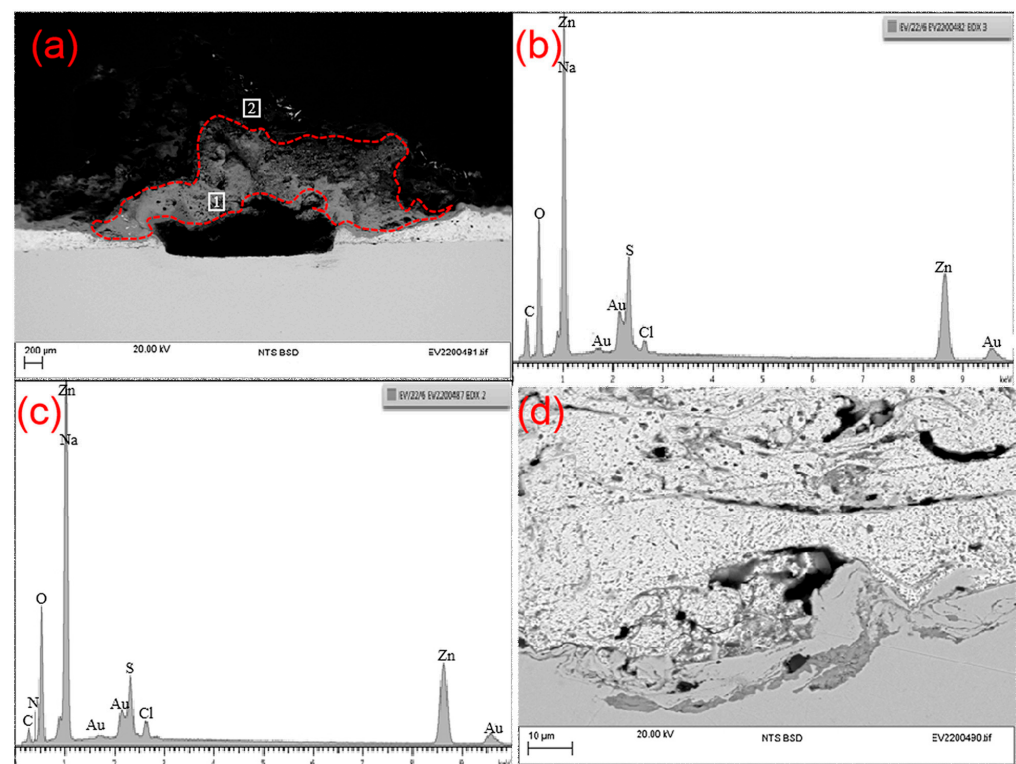 (a)
2
1
200 µm
20.00 kV
NTS BSD
EV2200491.tif
(b)
EV/22/6 EV2200482 EDX 3
Zn
Na
O
S
C
Au
Au
Cl
Zn
Au
1 2 3 4 5 6 7 8 9
keV
(c)
EV/22/6 EV2200487 EDX 2
Zn
Na
O
N
C
S
Au
Au
Cl
Zn
Au
(d)
10 µm
20.00 kV
NTS BSD
EV2200490.tif